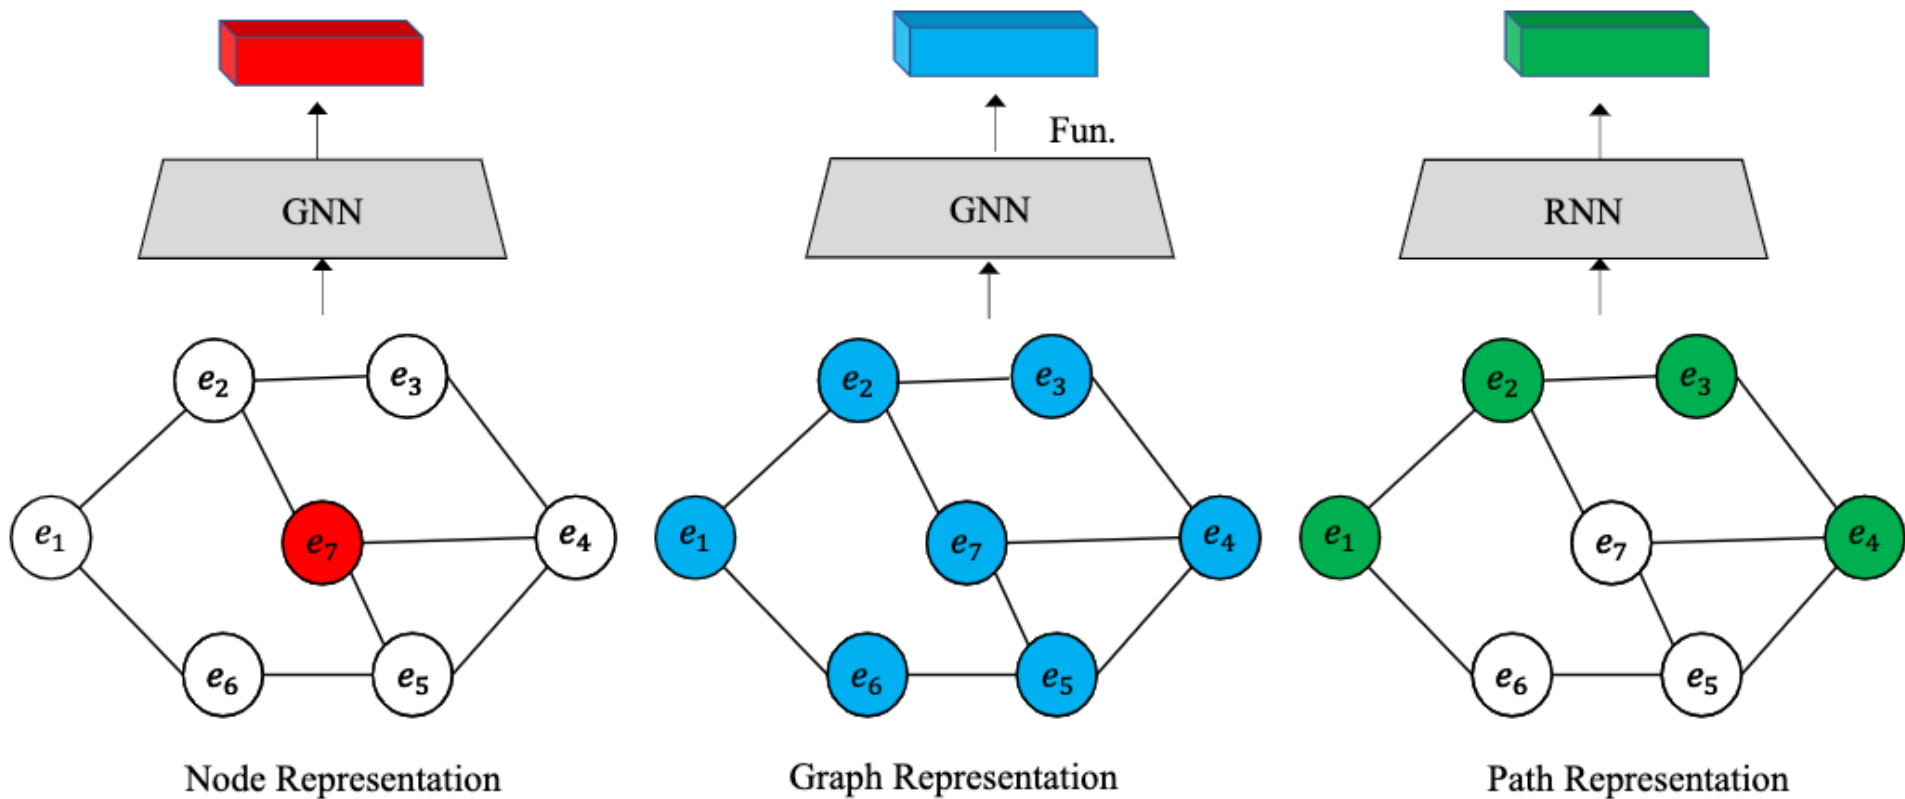 Fun.
GNN
GNN
RNN
e2
e3
e1
e7
e4
e6
e5
e2
e3
e1
e7
e4
e6
e5
e2
e3
e1
e7
e4
e6
e5
Node Representation
Graph Representation
Path Representation